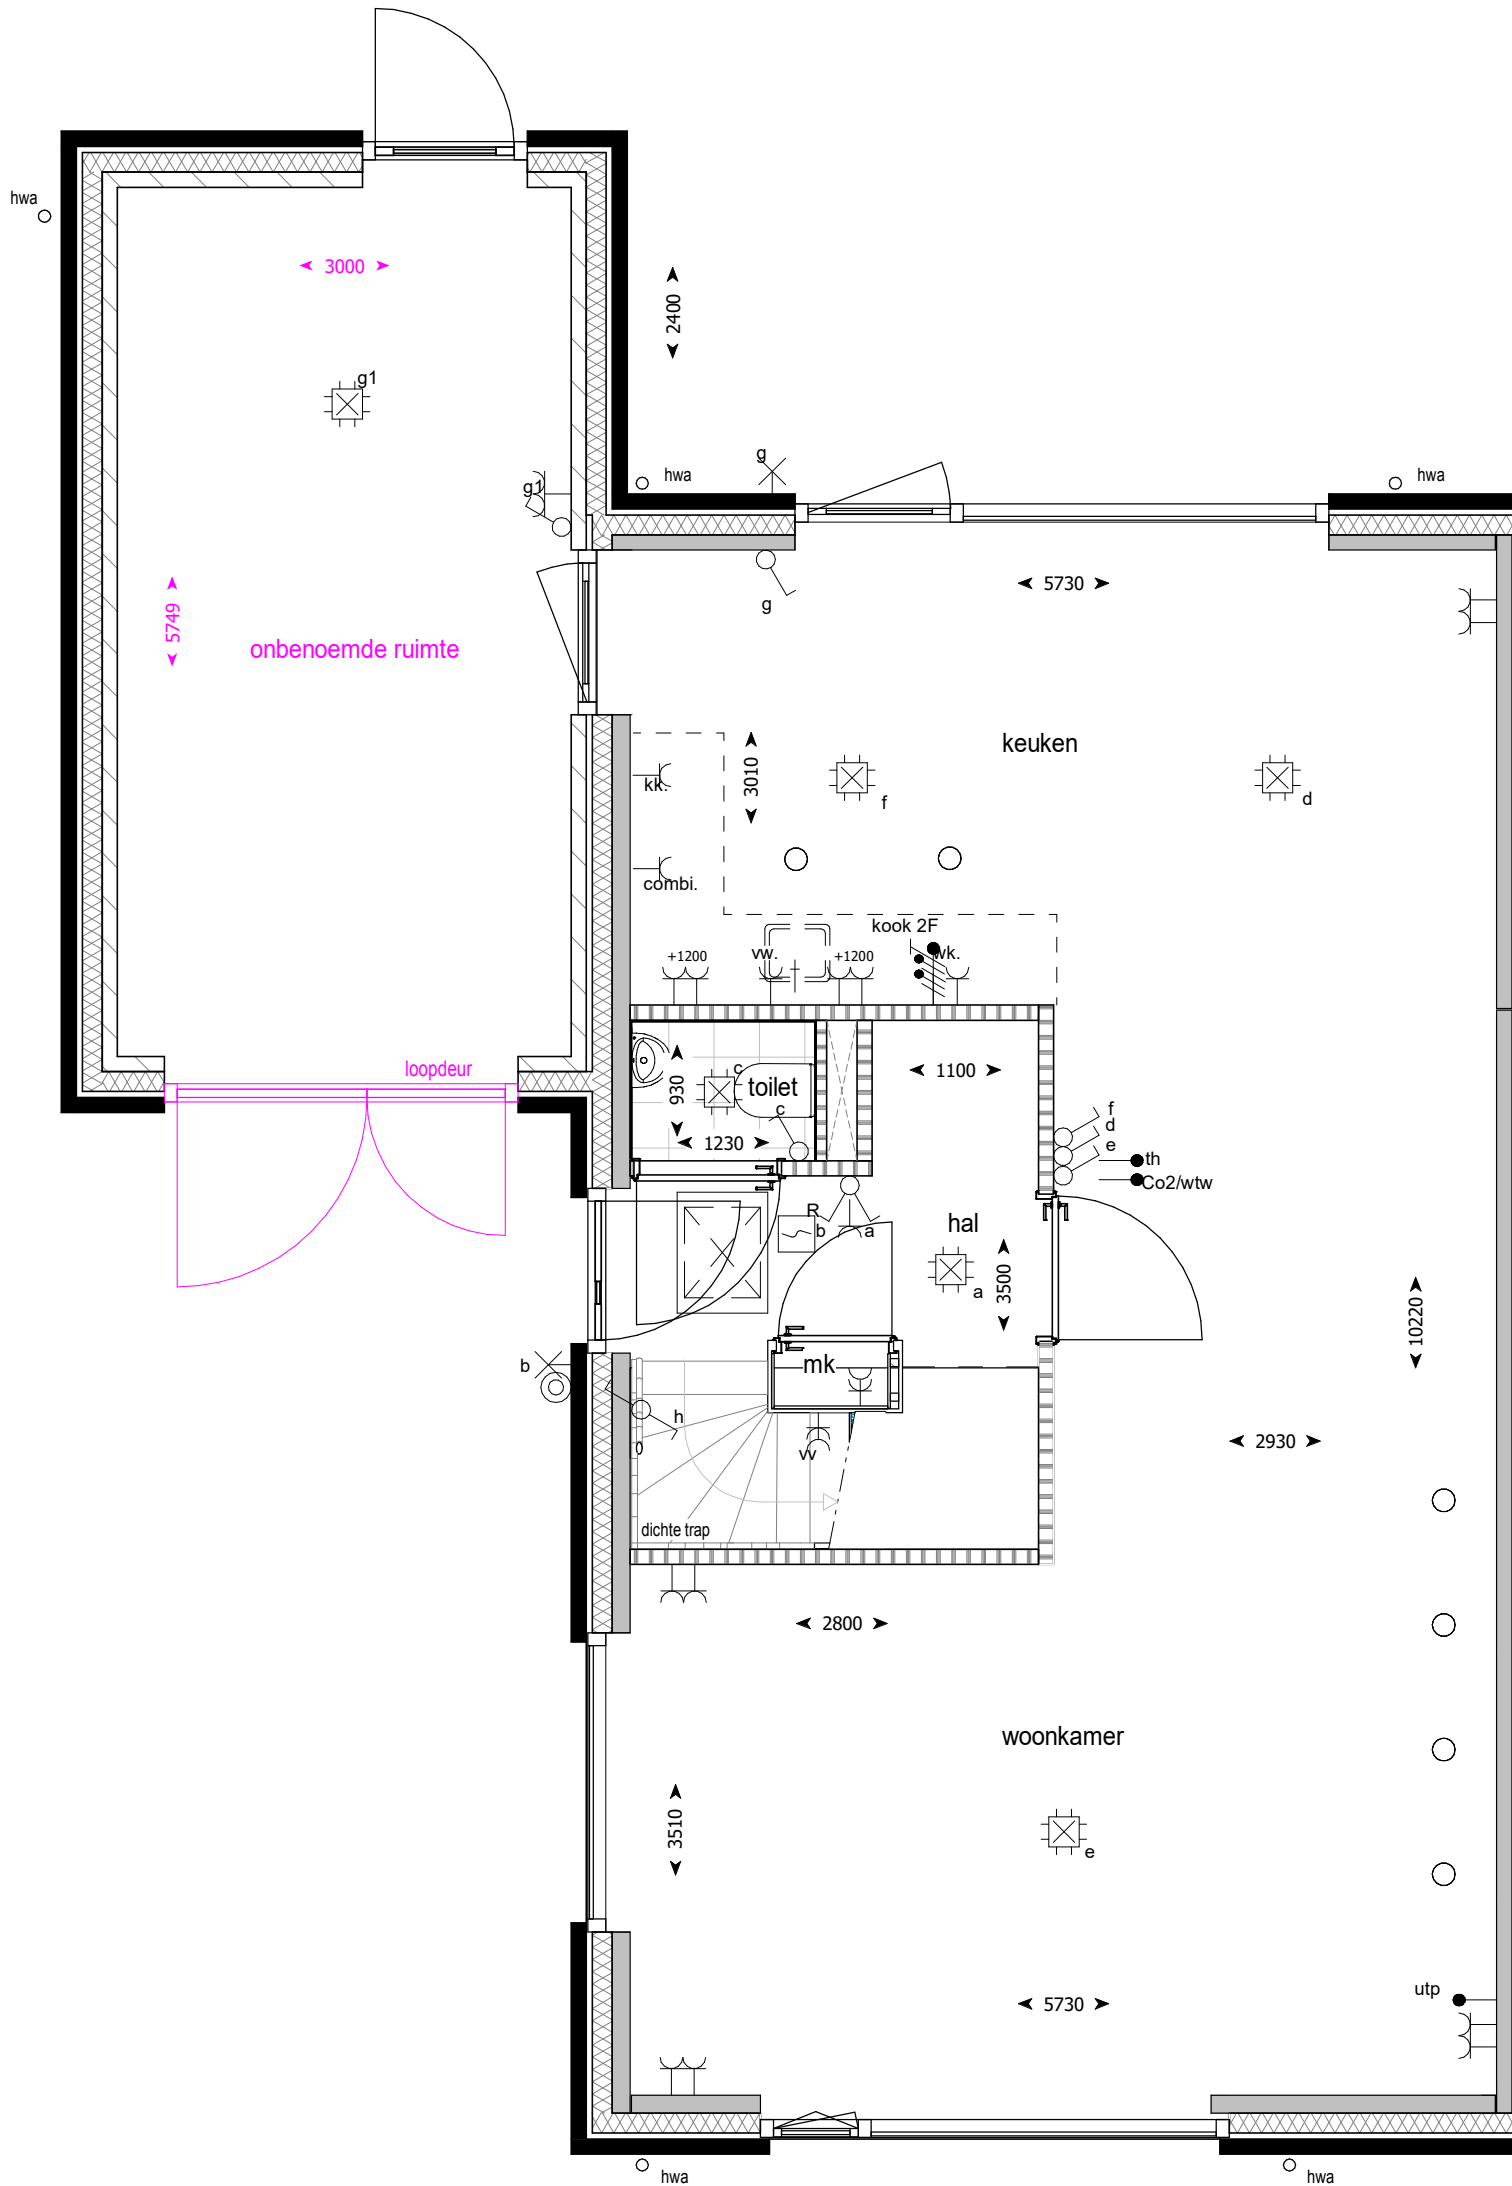 hwa
3000
2400
g1
g1
g
hwa
hwa
g
5730
5749
onbenoemde ruimte
keuken
kk.
3010
f
d
combi.
kook 2F
+1200
vw.
+1200
wk.
loopdeur
930
c
toilet
c
1230
1100
f
d
e
th
Co2/wtw
R
b
a
hal
a
3500
10220
b
mk
h
vv
2930
dichte trap
2800
woonkamer
3510
e
utp
5730
hwa
hwa